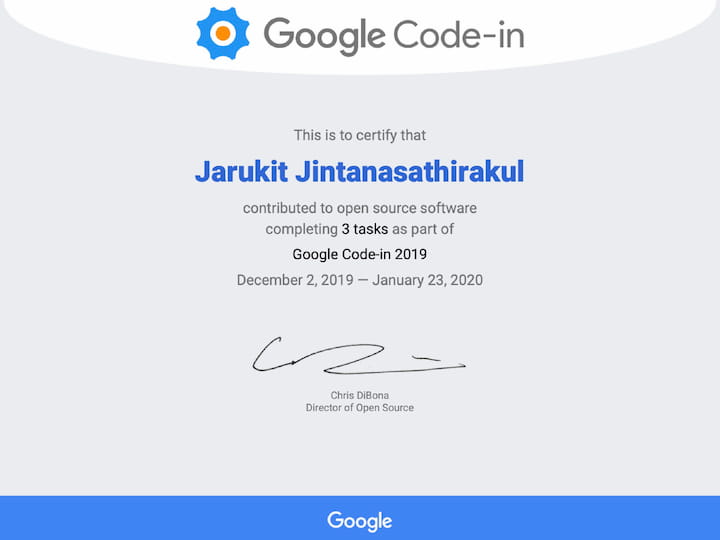 Google Code-in
This is to certify that
Jarukit Jintanasathirakul
contributed to open source software
completing 3 tasks as part of
Google Code-in 2019
December 2, 2019 — January 23, 2020
Chris DiBona
Director of Open Source
Google